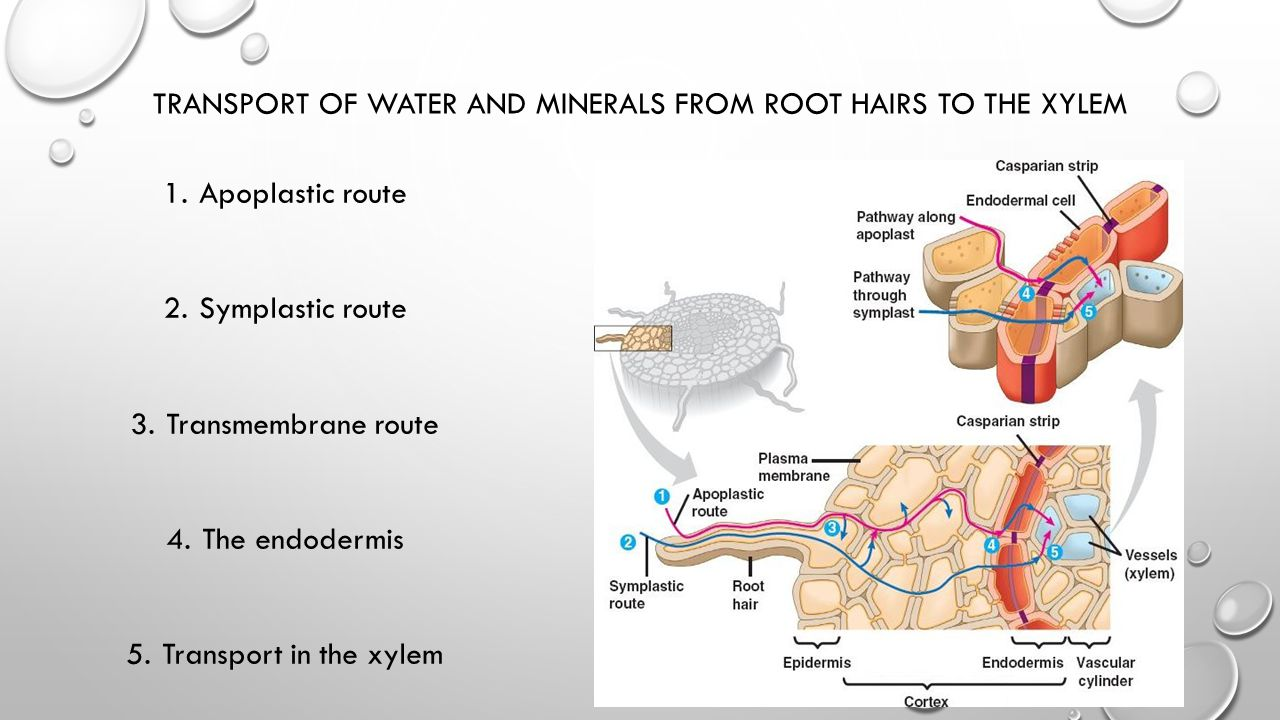 TRANSPORT OF WATER AND MINERALS FROM ROOT HAIRS TO THE XYLEM
1. Apoplastic route
2. Symplastic route
3. Transmembrane route
4. The endodermis
5. Transport in the xylem
Casparian strip
Endodermal cell
Pathway along
apoplast
Pathway
through
symplast
4
5
Casparian strip
Plasma
membrane
1
Apoplastic
route
2
3
4
5
Vessels
(xylem)
Symplastic
route
Root
hair
Epidermis
Endodermis
Vascular
cylinder
Cortex